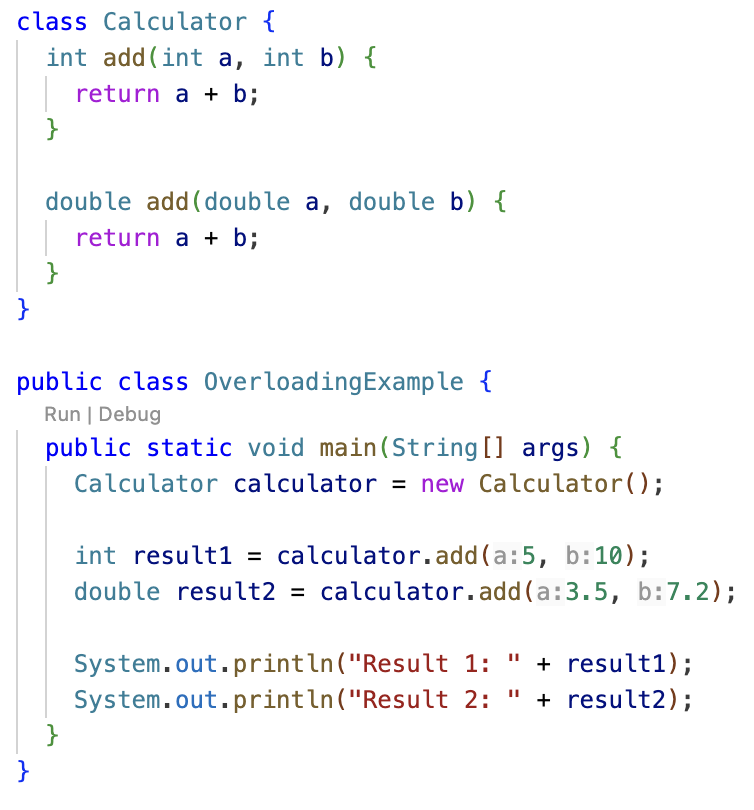 class Calculator {
  int add(int a, int b) {
    return a + b;
  }

  double add(double a, double b) {
    return a + b;
  }
}

public class OverloadingExample {
  Run | Debug
  public static void main(String[] args) {
    Calculator calculator = new Calculator();

    int result1 = calculator.add(a:5, b:10);
    double result2 = calculator.add(a:3.5, b:7.2);

    System.out.println("Result 1: " + result1);
    System.out.println("Result 2: " + result2);
  }
}